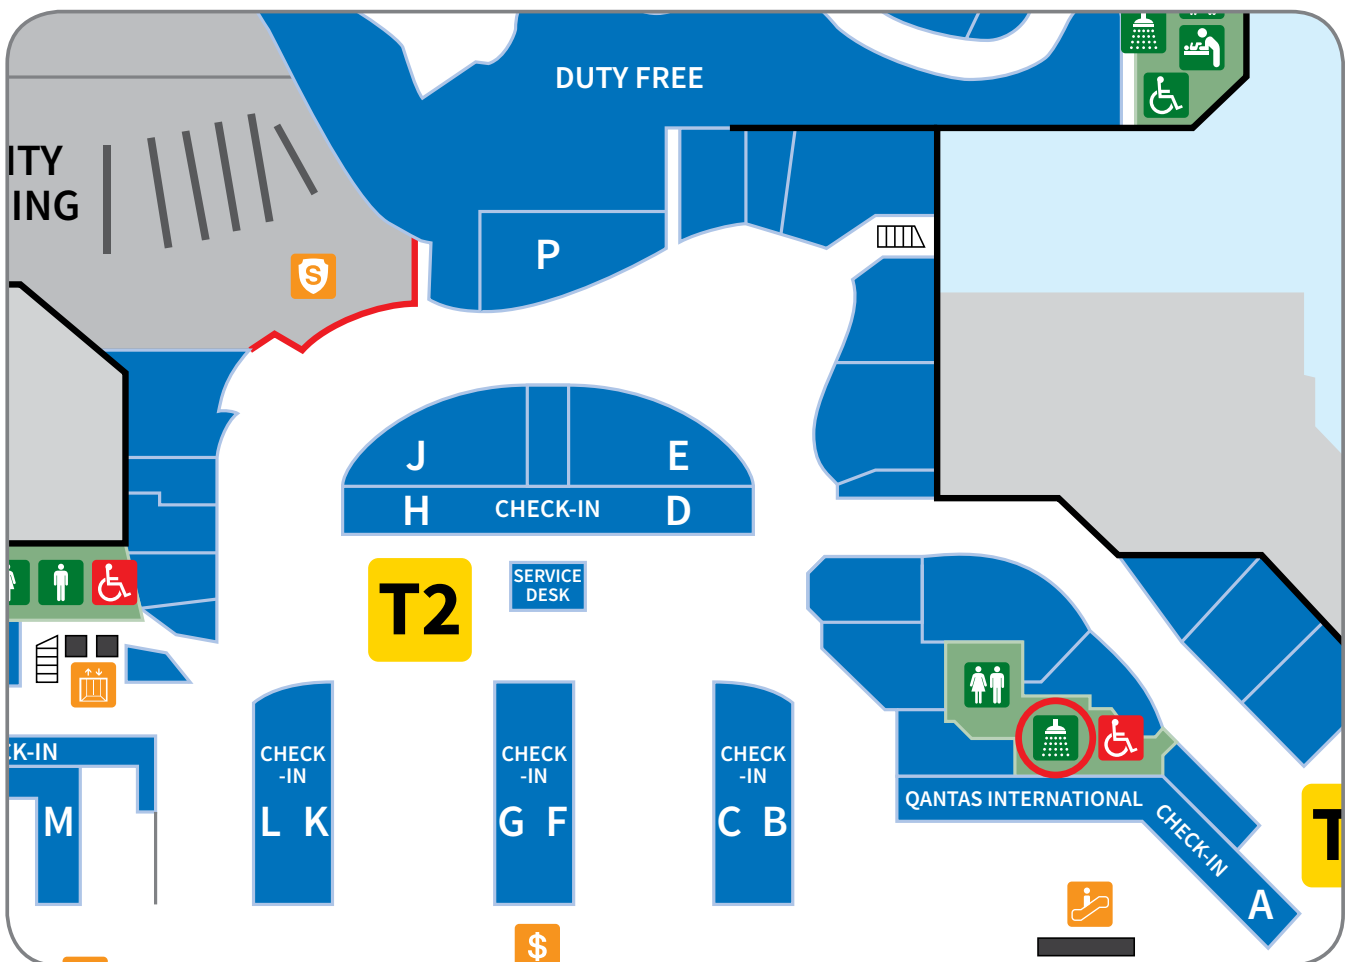 DUTY FREE
ITY
ING
S
P
J
E
H
CHECK-IN
D
T2
SERVICE
DESK
CK-IN
M
CHECK
-IN
L K
CHECK
-IN
G F
CHECK
-IN
C B
QANTAS INTERNATIONAL
CHECK-IN
A
T
$